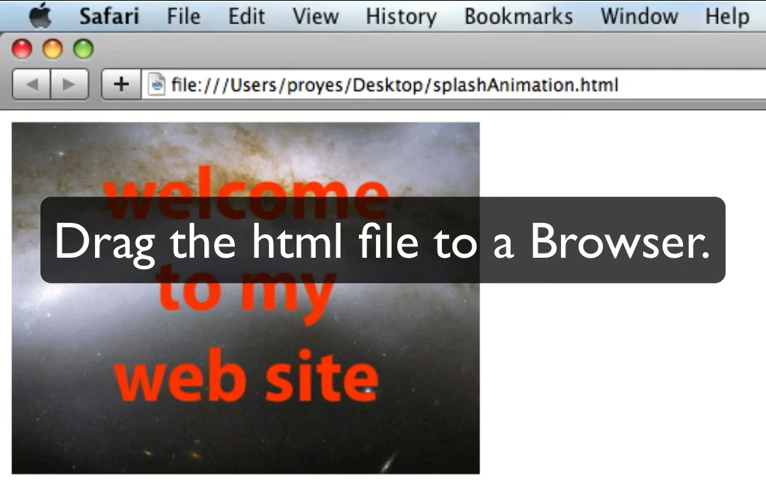 Safari File Edit View History Bookmarks Window Help
file:///Users/proyes/Desktop/splashAnimation.html
welcome
Drag the html file to a Browser.
to my
web site